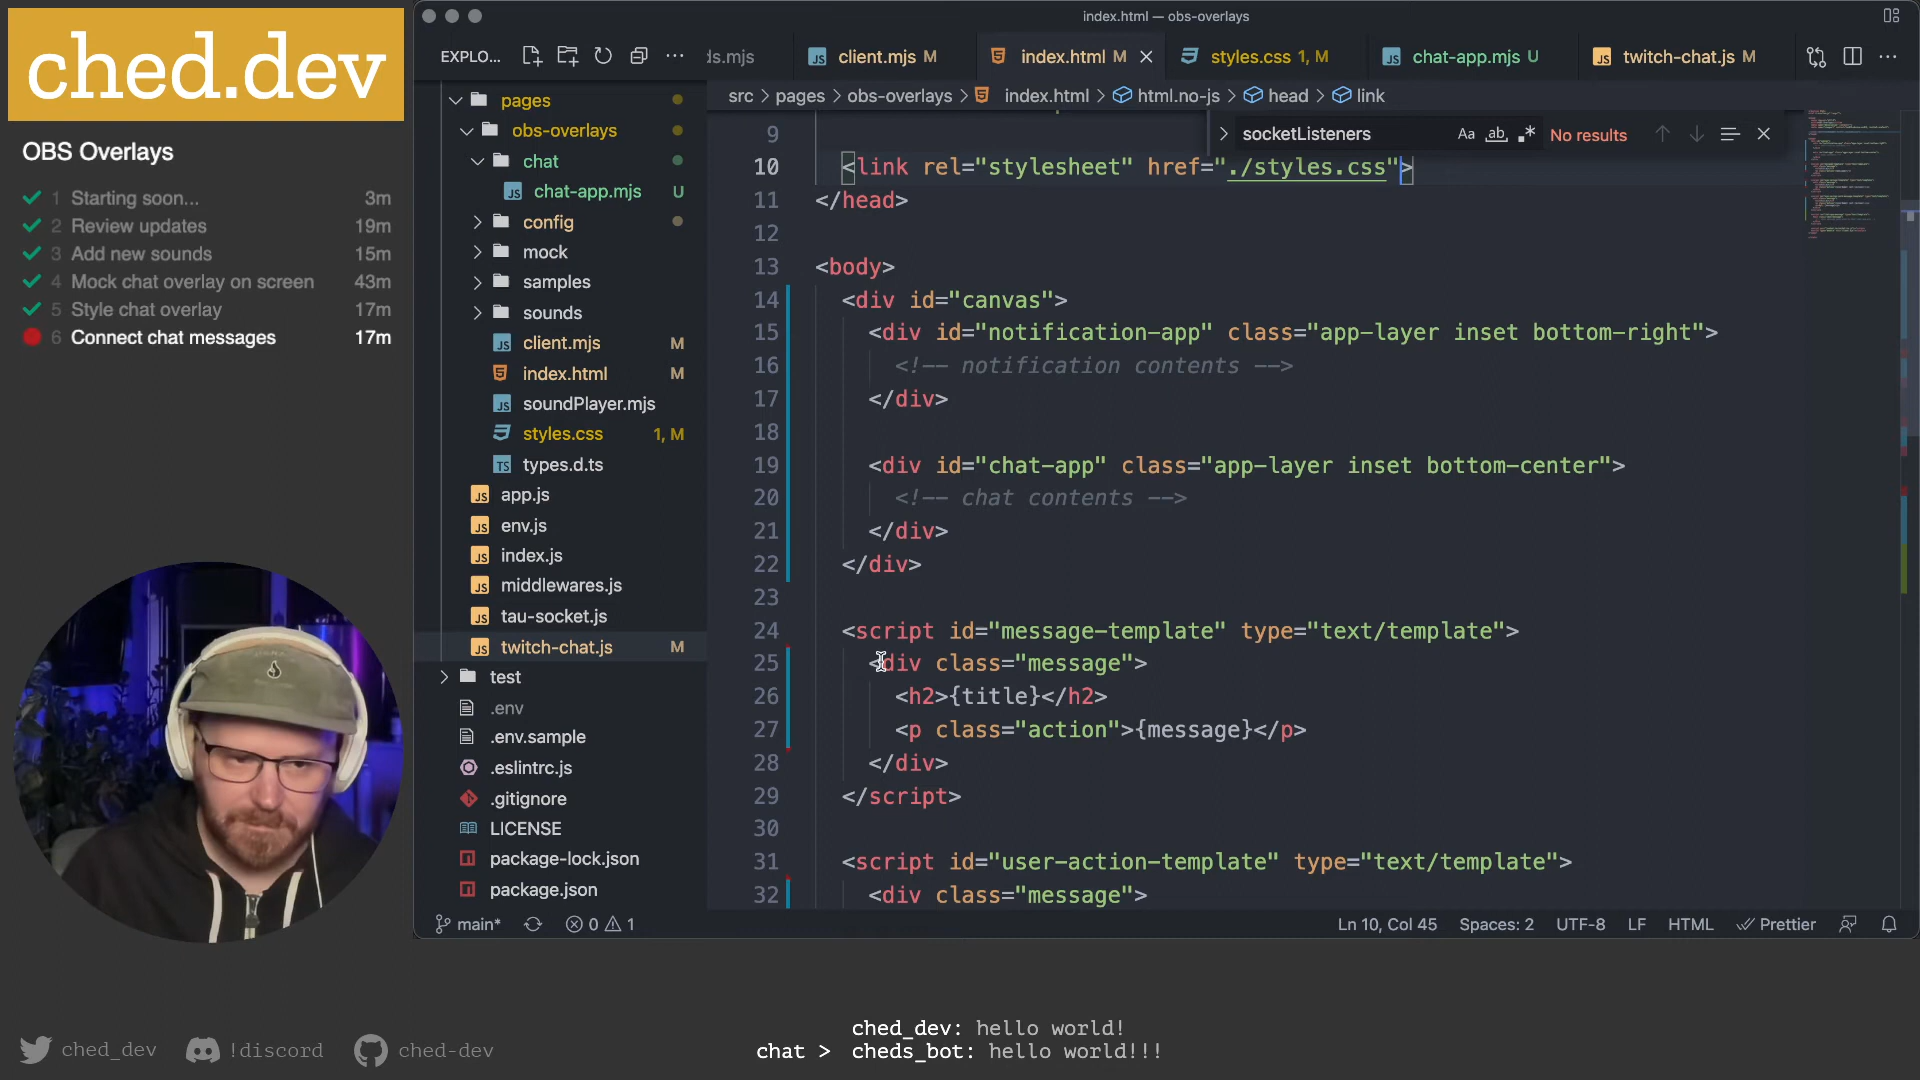 ched.dev
OBS Overlays
1 Starting soon... 3m
2 Review updates 19m
3 Add new sounds 15m
4 Mock chat overlay on screen 43m
5 Style chat overlay 17m
6 Connect chat messages 17m
index.html — obs-overlays
EXPLO... ds.mjs client.mjs M index.html M styles.css 1, M chat-app.mjs U twitch-chat.js M
src > pages > obs-overlays > index.html > html.no-js > head > link
socketListeners Aa ab No results
pages
obs-overlays
chat
chat-app.mjs U
config
mock
samples
sounds
client.mjs M
index.html M
soundPlayer.mjs
styles.css 1, M
types.d.ts
app.js
env.js
index.js
middlewares.js
tau-socket.js
twitch-chat.js M
test
.env
.env.sample
.eslintrc.js
.gitignore
LICENSE
package-lock.json
package.json
9
10 <link rel="stylesheet" href="./styles.css">
11 </head>
12
13 <body>
14 <div id="canvas">
15 <div id="notification-app" class="app-layer inset bottom-right">
16 <!-- notification contents -->
17 </div>
18
19 <div id="chat-app" class="app-layer inset bottom-center">
20 <!-- chat contents -->
21 </div>
22 </div>
23
24 <script id="message-template" type="text/template">
25 <div class="message">
26 <h2>{title}</h2>
27 <p class="action">{message}</p>
28 </div>
29 </script>
30
31 <script id="user-action-template" type="text/template">
32 <div class="message">
main* 0 1 Ln 10, Col 45 Spaces: 2 UTF-8 LF HTML Prettier
ched_dev: hello world!
chat > cheds_bot: hello world!!!
ched_dev !discord ched-dev